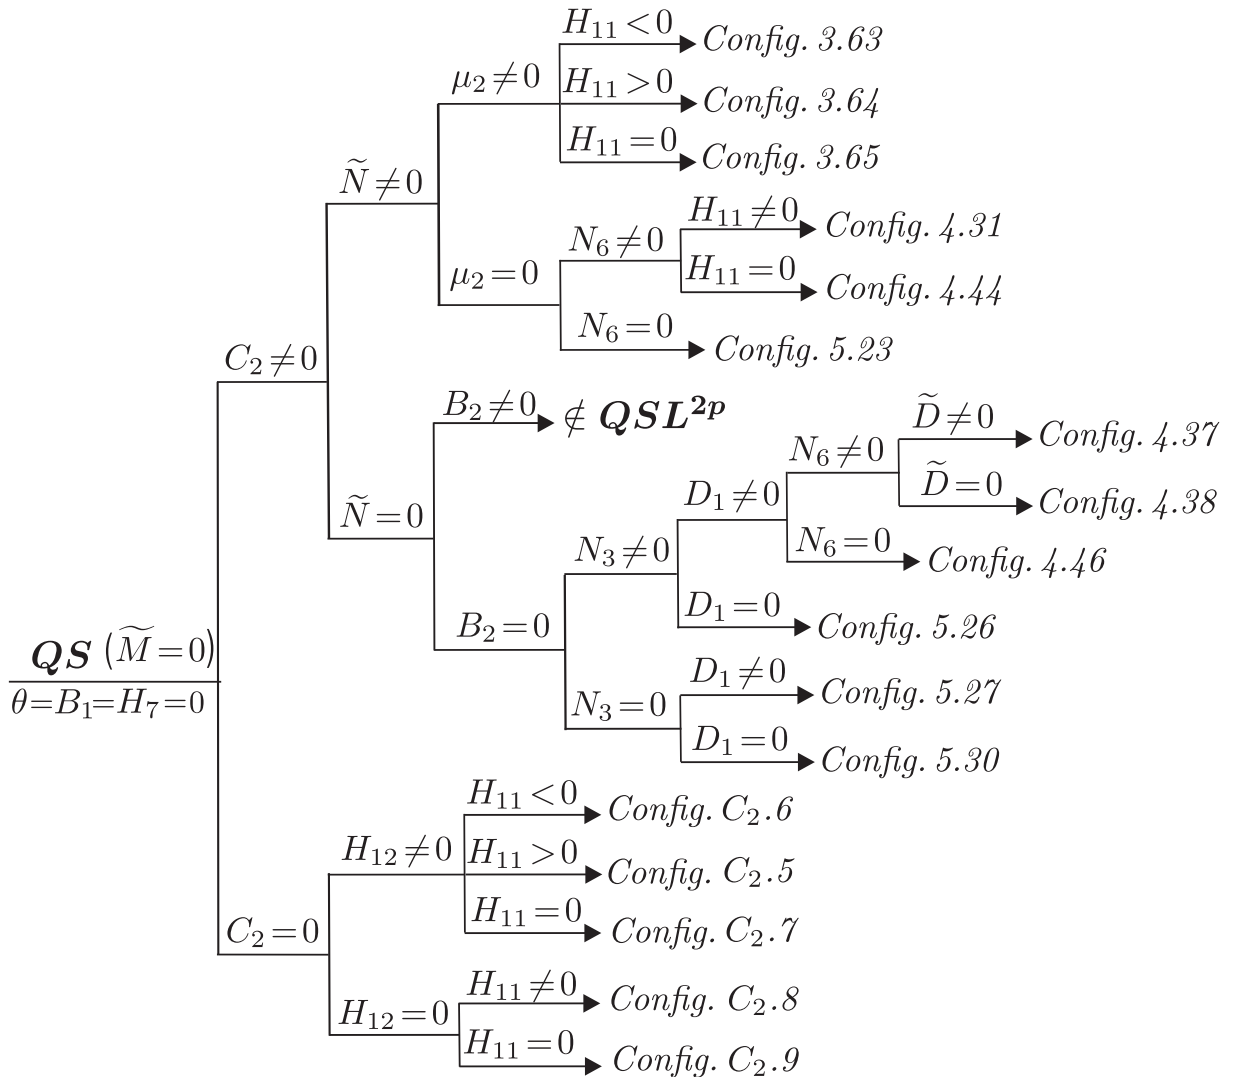 H₁₁ < 0 Config. 3.63
μ₂ ≠ 0 H₁₁ > 0 Config. 3.64
H₁₁ = 0 Config. 3.65
Ñ ≠ 0
H₁₁ ≠ 0 Config. 4.31
N₆ ≠ 0
μ₂ = 0 H₁₁ = 0 Config. 4.44
N₆ = 0 Config. 5.23
C₂ ≠ 0
B₂ ≠ 0 ∉ QSL²ᵖ
D̃ ≠ 0 Config. 4.37
N₆ ≠ 0
D̃ = 0 Config. 4.38
D₁ ≠ 0
Ñ = 0
N₆ = 0 Config. 4.46
N₃ ≠ 0
D₁ = 0 Config. 5.26
B₂ = 0
QS (M̃ = 0)
θ = B₁ = H₇ = 0
D₁ ≠ 0 Config. 5.27
N₃ = 0
D₁ = 0 Config. 5.30
H₁₁ < 0 Config. C₂.6
H₁₂ ≠ 0 H₁₁ > 0 Config. C₂.5
H₁₁ = 0 Config. C₂.7
C₂ = 0
H₁₁ ≠ 0 Config. C₂.8
H₁₂ = 0
H₁₁ = 0 Config. C₂.9